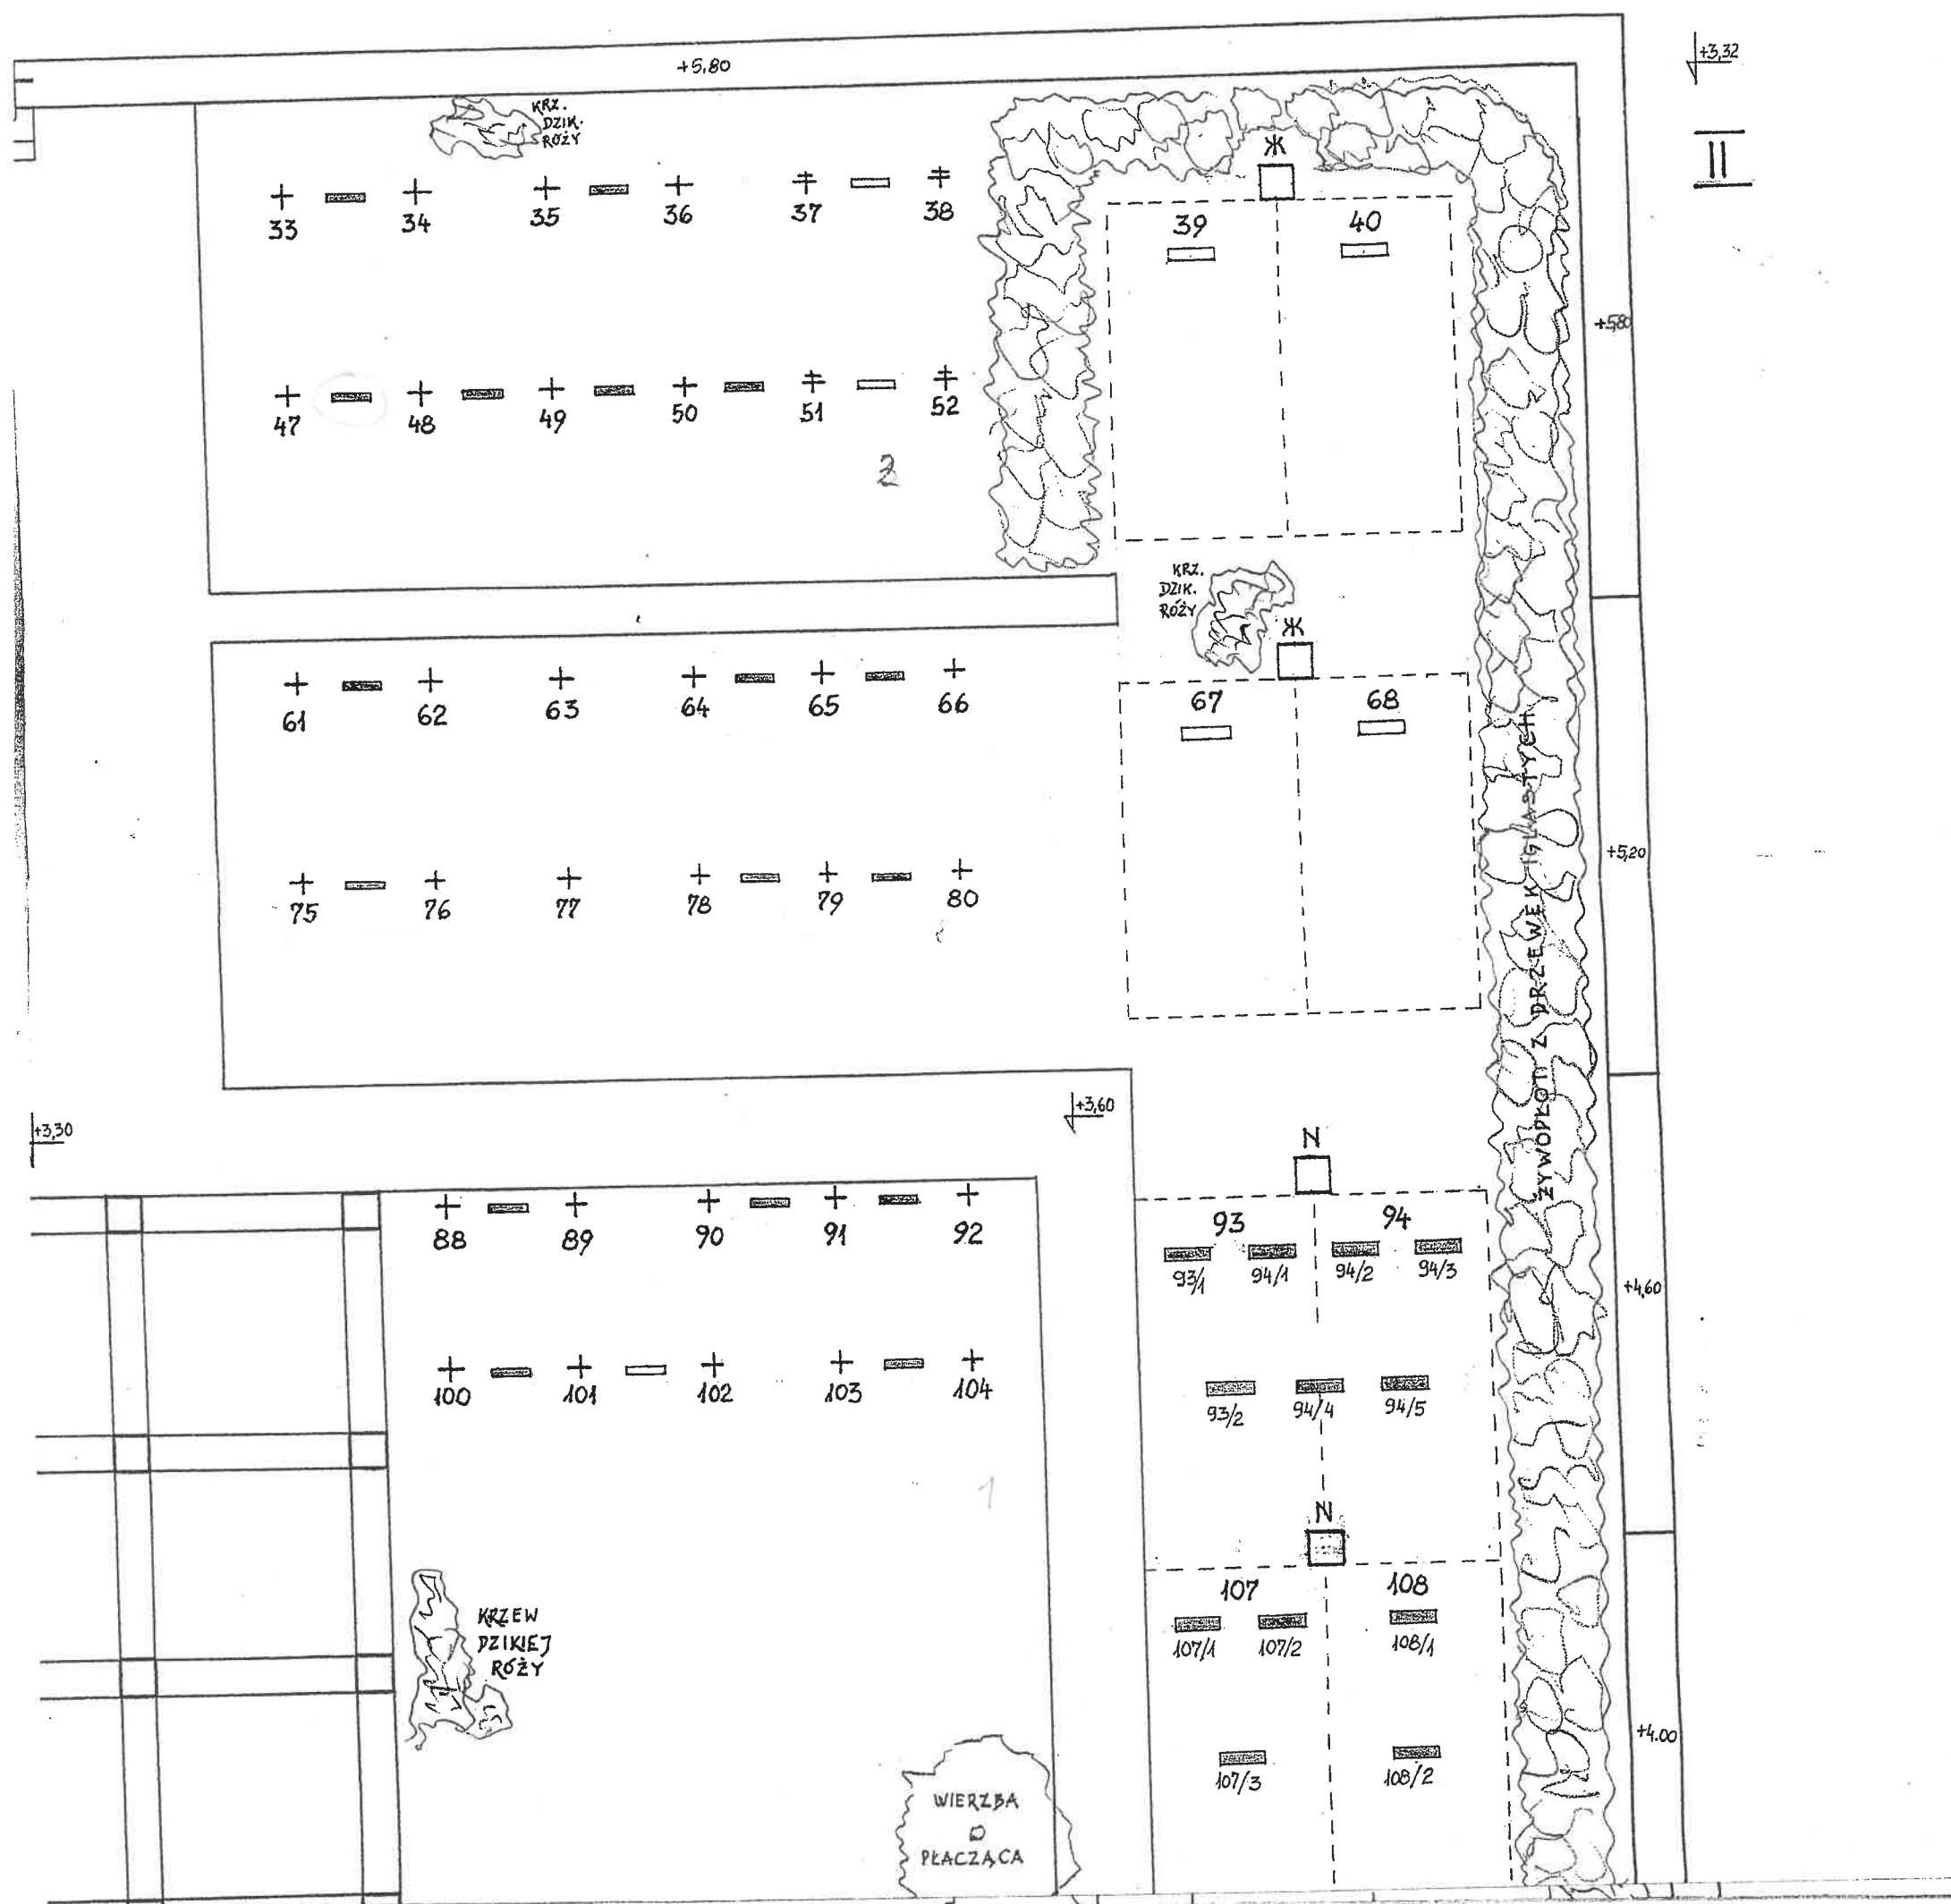 +5,80
+3,32
II
KRZ.
DZIK.
RÓŻY
Ж
33 34 35 36 37 38
39 40
+5,80
47 48 49 50 51 52
2
KRZ.
DZIK.
RÓŻY
Ж
61 62 63 64 65 66
67 68
ŻYWOPŁOT Z DRZEWEK IGLASTYCH
+5,20
75 76 77 78 79 80
+3,30
+3,60
N
88 89 90 91 92
93 94
93/1 94/1 94/2 94/3
+4,60
100 101 102 103 104
93/2 94/4 94/5
1
N
107 108
KRZEW
DZIKIEJ
RÓŻY
107/1 107/2 108/1
+4.00
107/3 108/2
WIERZBA
PŁACZĄCA